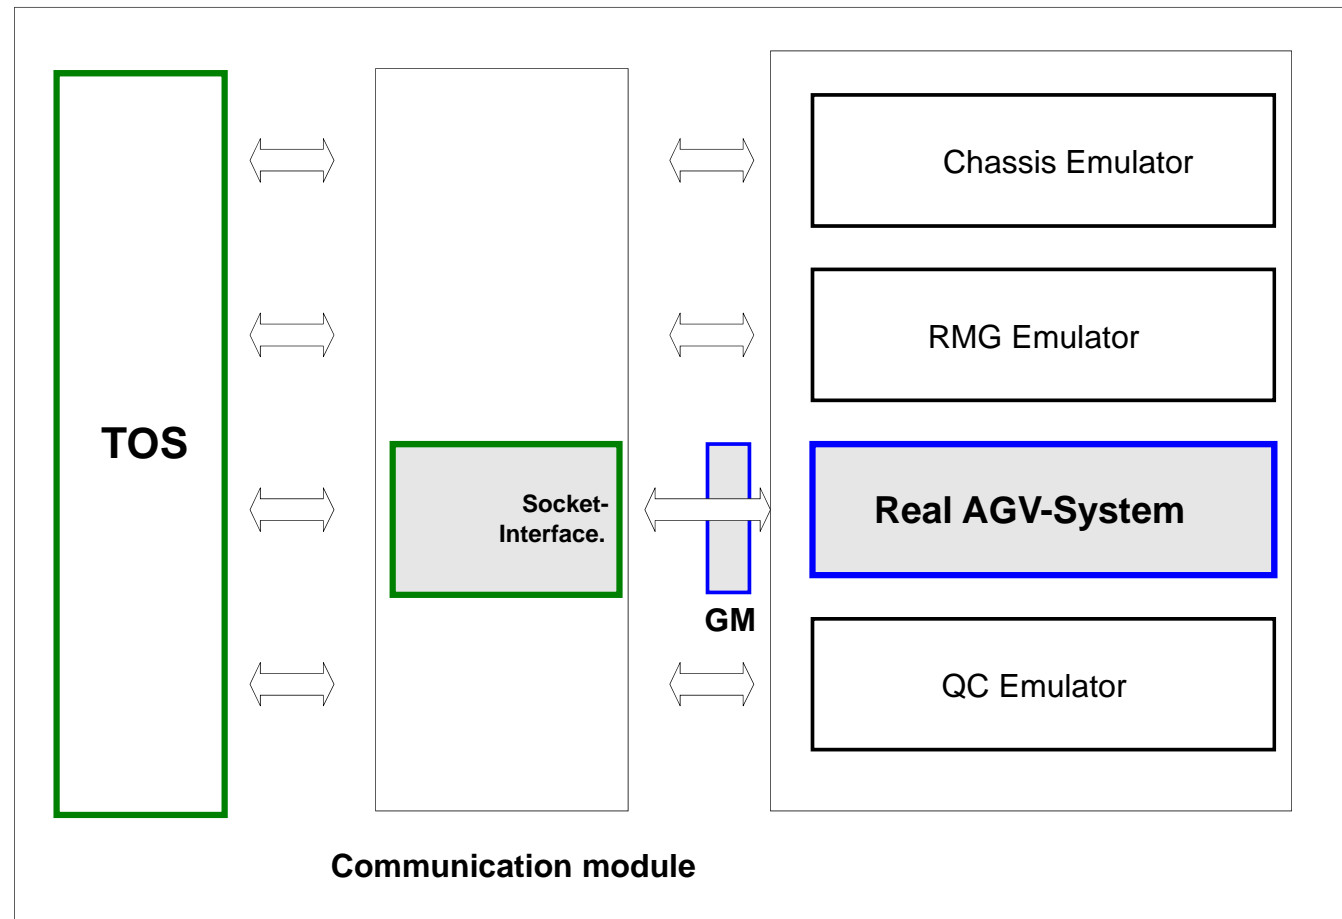 Chassis Emulator
RMG Emulator
TOS
Socket-
Interface.
Real AGV-System
GM
QC Emulator
Communication module